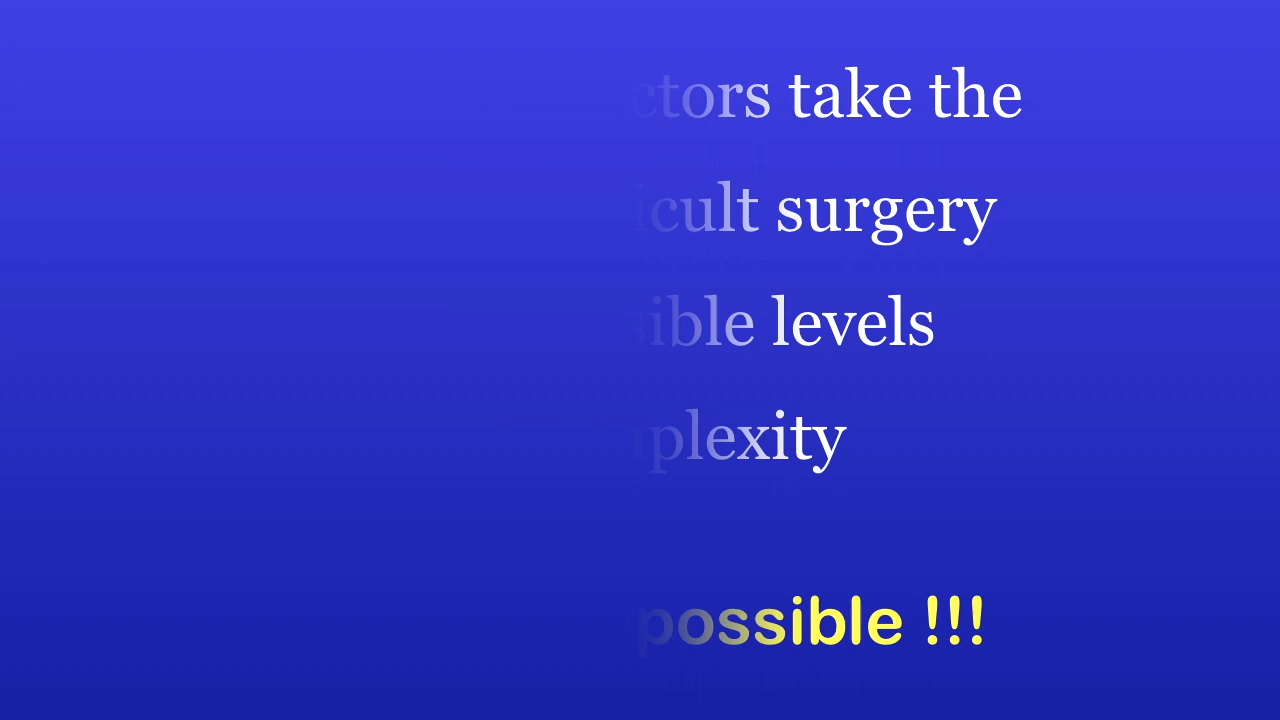 ctors take the
icult surgery
sible levels
plexity
possible !!!